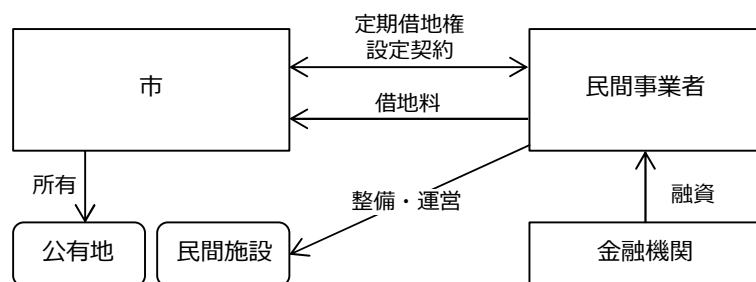 定期借地権
設定契約
市
民間事業者
借地料
所有
整備・運営
融資
公有地
民間施設
金融機関